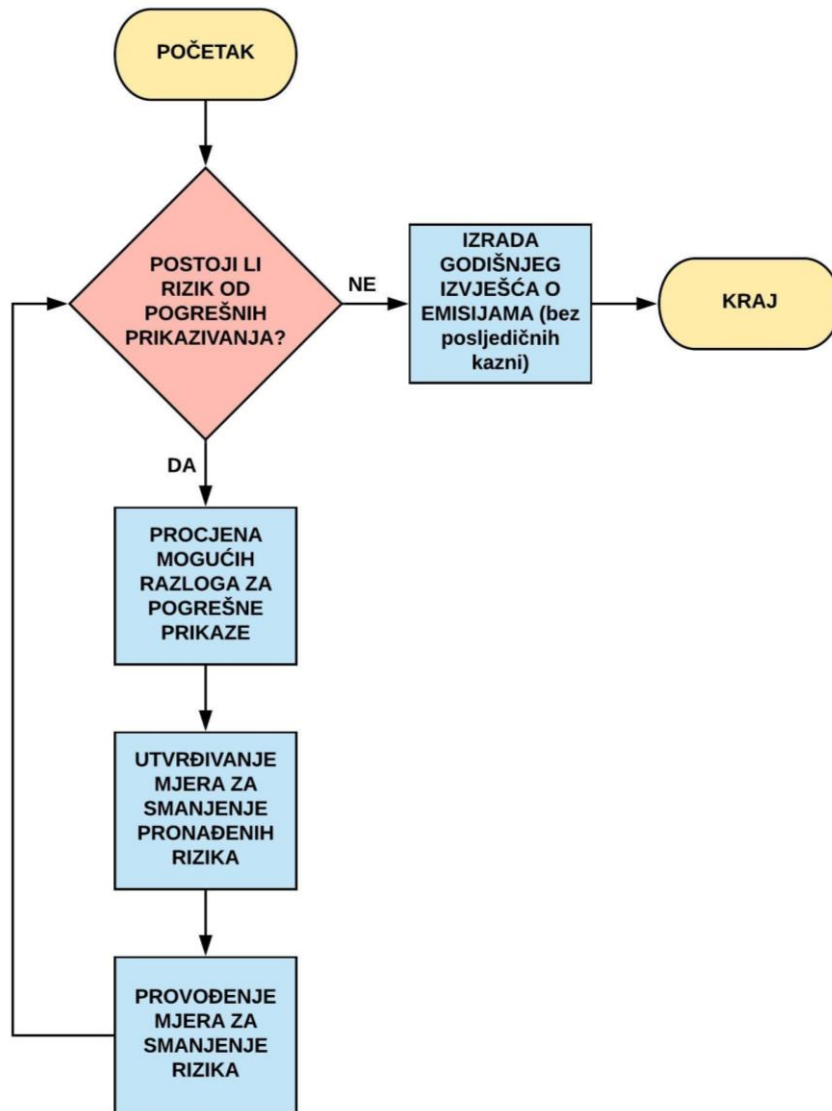 POČETAK
POSTOJI LI
RIZIK OD
POGREŠNIH
PRIKAZIVANJA?
NE
IZRADA
GODIŠNJEG
IZVJEŠĆA O
EMISIJAMA (bez
posljedičnih
kazni)
KRAJ
DA
PROCJENA
MOGUĆIH
RAZLOGA ZA
POGREŠNE
PRIKAZE
UTVRĐIVANJE
MJERA ZA
SMANJENJE
PRONAĐENIH
RIZIKA
PROVOĐENJE
MJERA ZA
SMANJENJE
RIZIKA